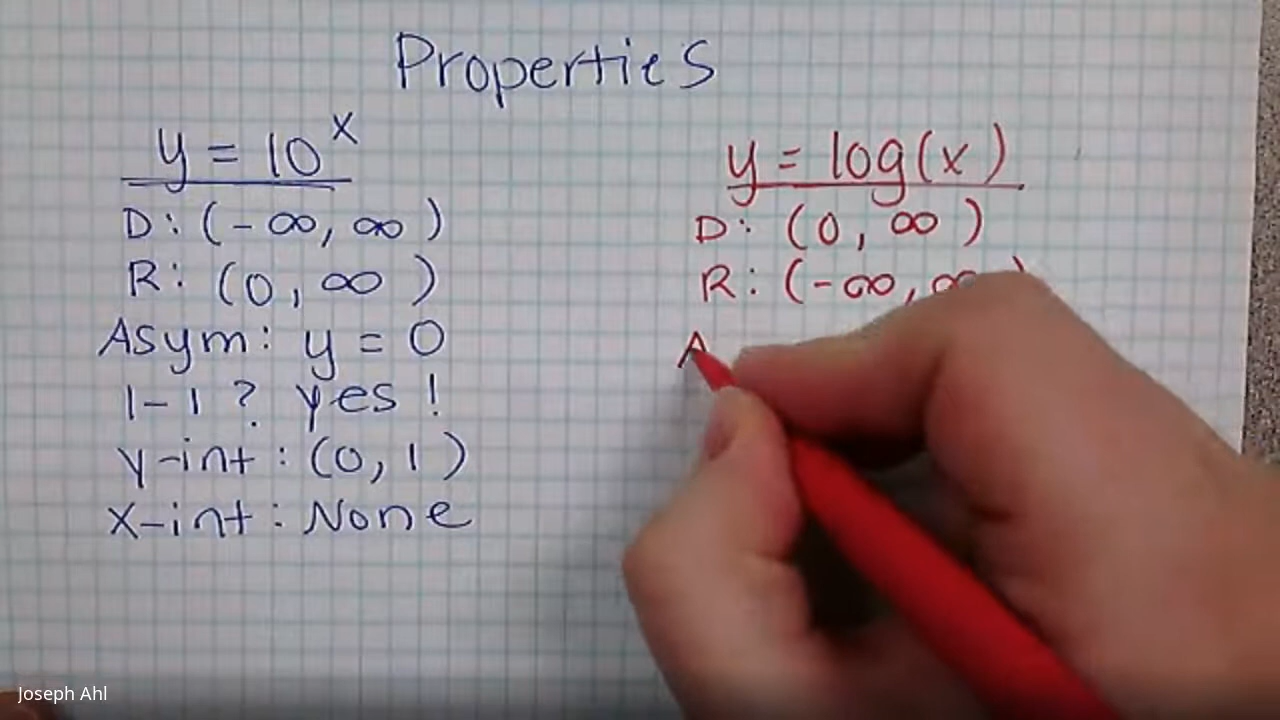 Properties
y = 10^x
D: (-∞, ∞)
R: (0, ∞)
Asym: y = 0
1-1? yes!
y-int: (0, 1)
x-int: None
y = log(x)
D: (0, ∞)
R: (-∞, ∞)
A
Joseph Ahl